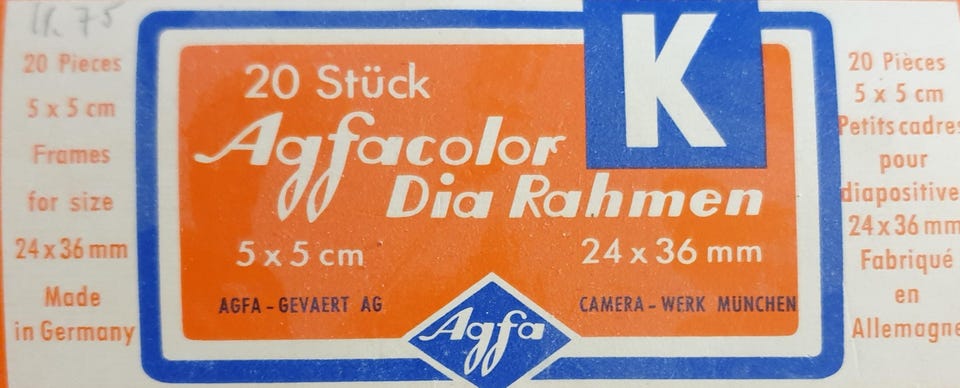 20 Pieces
5 x 5 cm
Frames
for size
24 x 36 mm
Made
in Germany
K
20 Stück
Agfacolor
Dia Rahmen
5 x 5 cm
24 x 36 mm
AGFA - GEVAERT AG
CAMERA - WERK MÜNCHEN
Agfa
20 Pièces
5 x 5 cm
Petits cadres
pour
diapositive
24 x 36 mm
Fabriqué
en
Allemagne